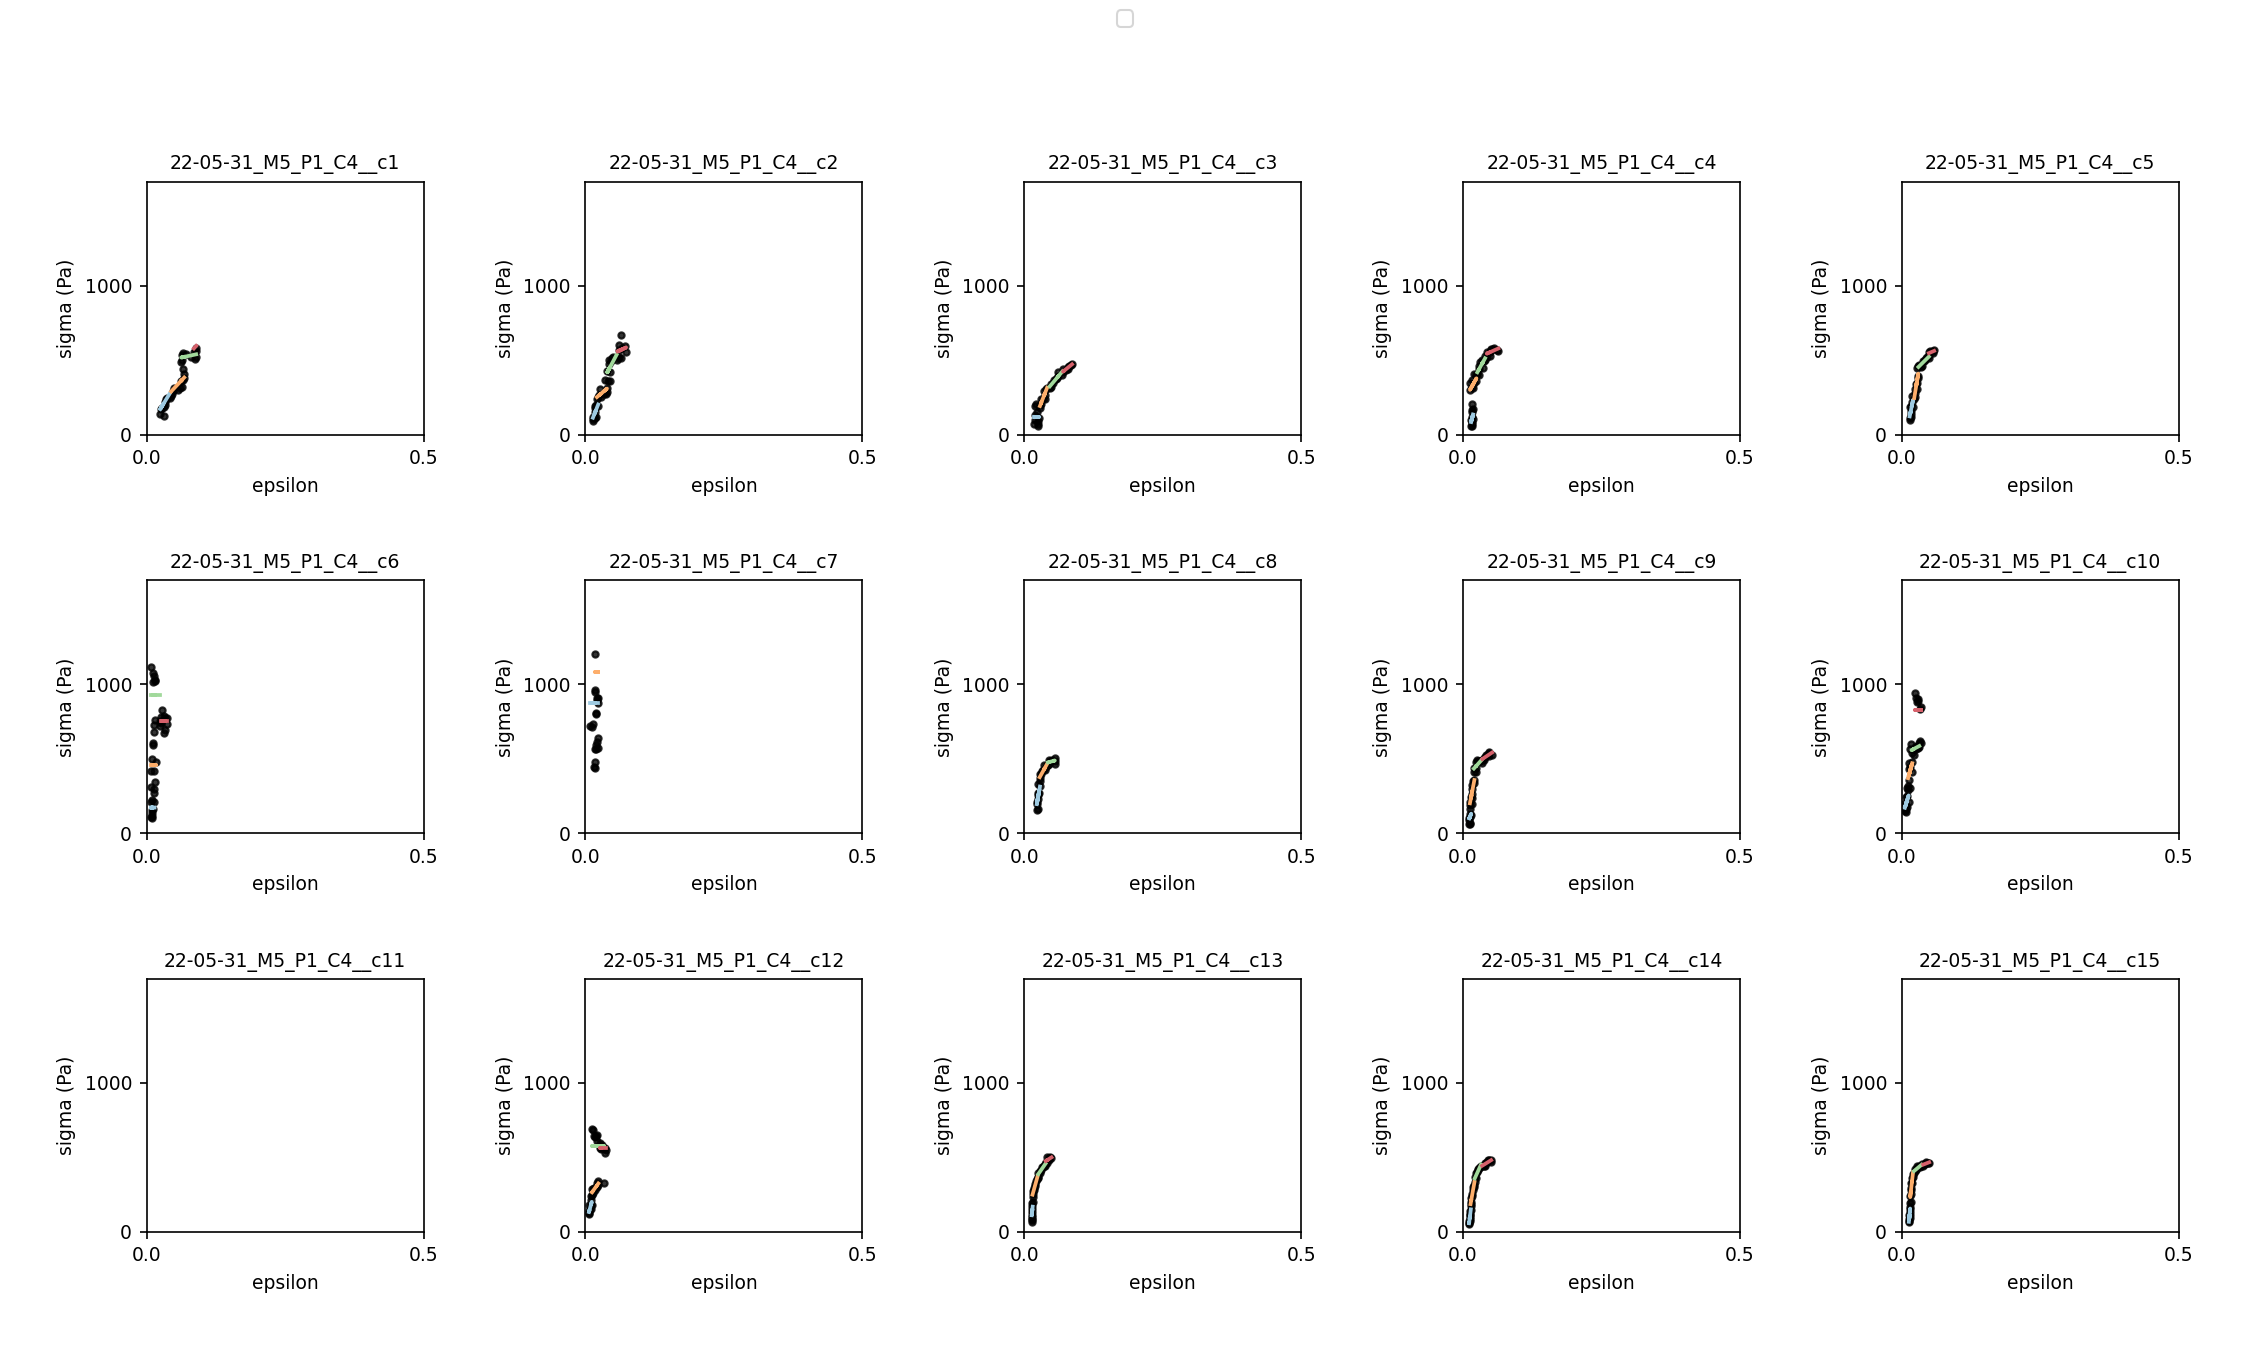 22-05-31_M5_P1_C4__c1
22-05-31_M5_P1_C4__c2
22-05-31_M5_P1_C4__c3
22-05-31_M5_P1_C4__c4
22-05-31_M5_P1_C4__c5
sigma (Pa)
1000
0
0.0
0.5
epsilon
sigma (Pa)
1000
0
0.0
0.5
epsilon
sigma (Pa)
1000
0
0.0
0.5
epsilon
sigma (Pa)
1000
0
0.0
0.5
epsilon
sigma (Pa)
1000
0
0.0
0.5
epsilon
22-05-31_M5_P1_C4__c6
22-05-31_M5_P1_C4__c7
22-05-31_M5_P1_C4__c8
22-05-31_M5_P1_C4__c9
22-05-31_M5_P1_C4__c10
sigma (Pa)
1000
0
0.0
0.5
epsilon
sigma (Pa)
1000
0
0.0
0.5
epsilon
sigma (Pa)
1000
0
0.0
0.5
epsilon
sigma (Pa)
1000
0
0.0
0.5
epsilon
sigma (Pa)
1000
0
0.0
0.5
epsilon
22-05-31_M5_P1_C4__c11
22-05-31_M5_P1_C4__c12
22-05-31_M5_P1_C4__c13
22-05-31_M5_P1_C4__c14
22-05-31_M5_P1_C4__c15
sigma (Pa)
1000
0
0.0
0.5
epsilon
sigma (Pa)
1000
0
0.0
0.5
epsilon
sigma (Pa)
1000
0
0.0
0.5
epsilon
sigma (Pa)
1000
0
0.0
0.5
epsilon
sigma (Pa)
1000
0
0.0
0.5
epsilon